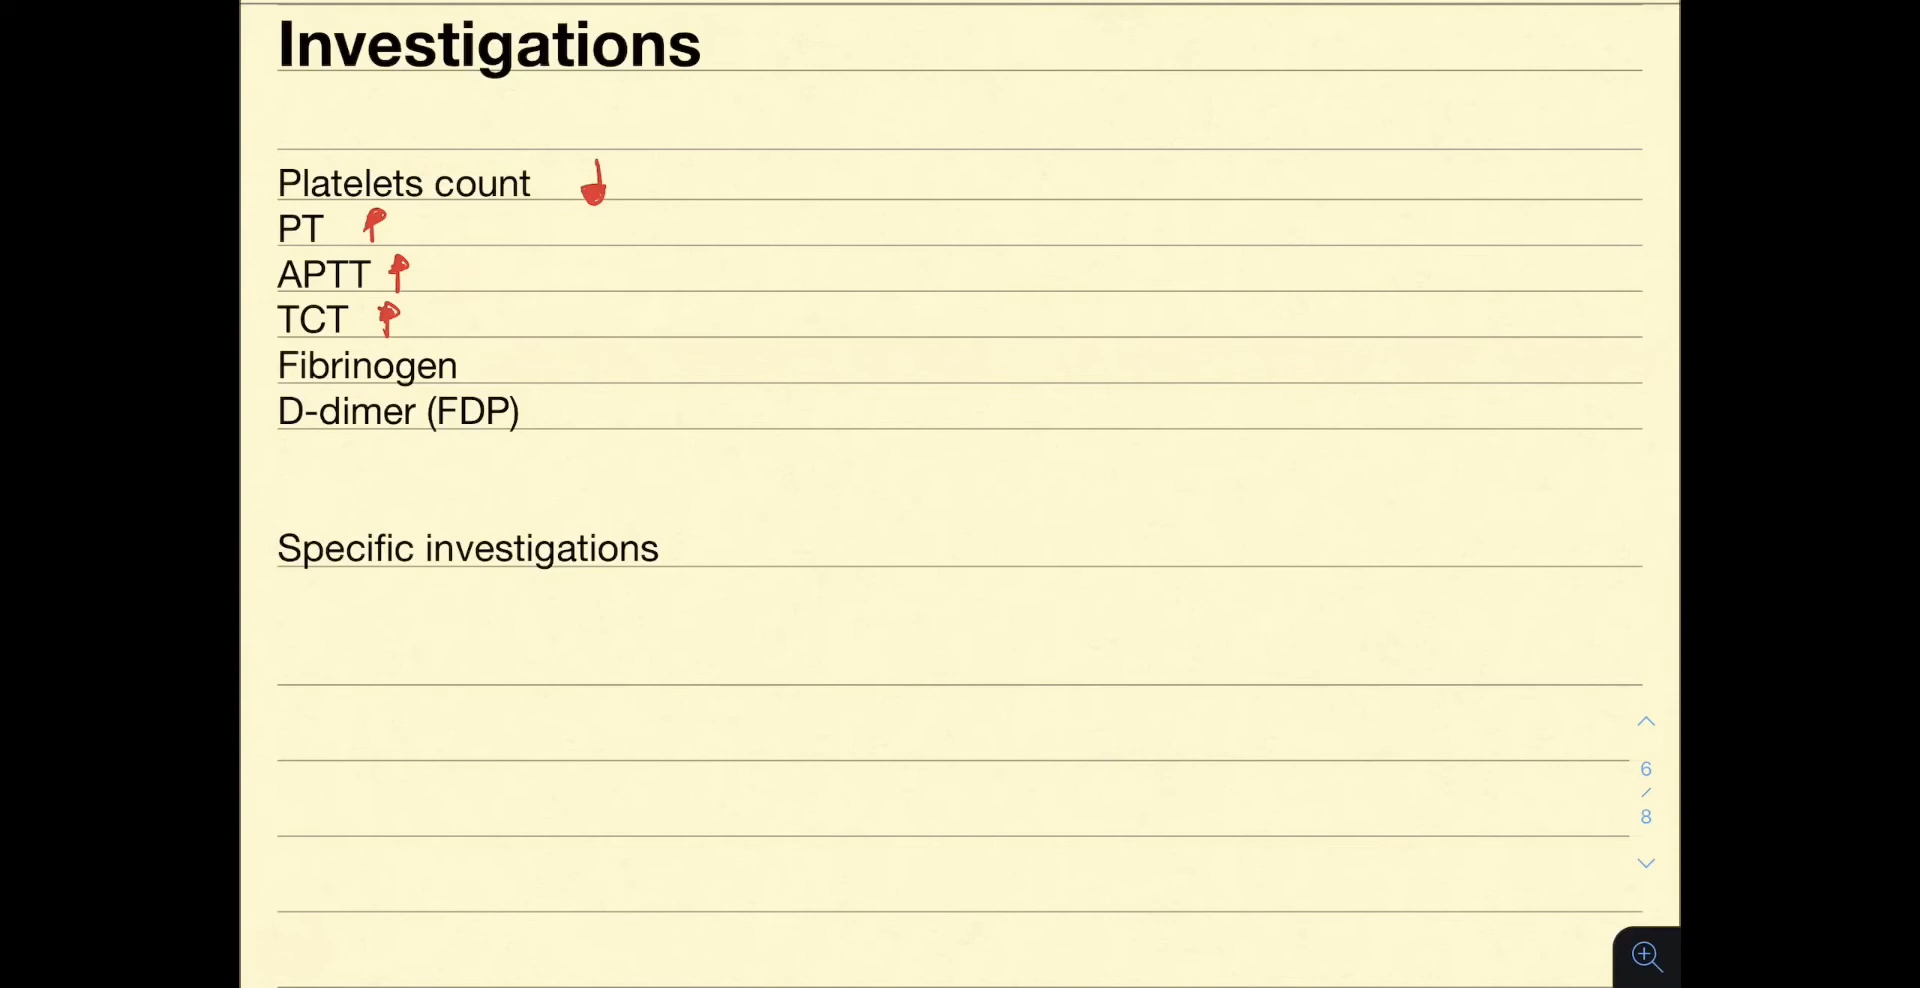 Investigations
Platelets count
PT
APTT
TCT
Fibrinogen
D-dimer (FDP)
Specific investigations
6
/
8